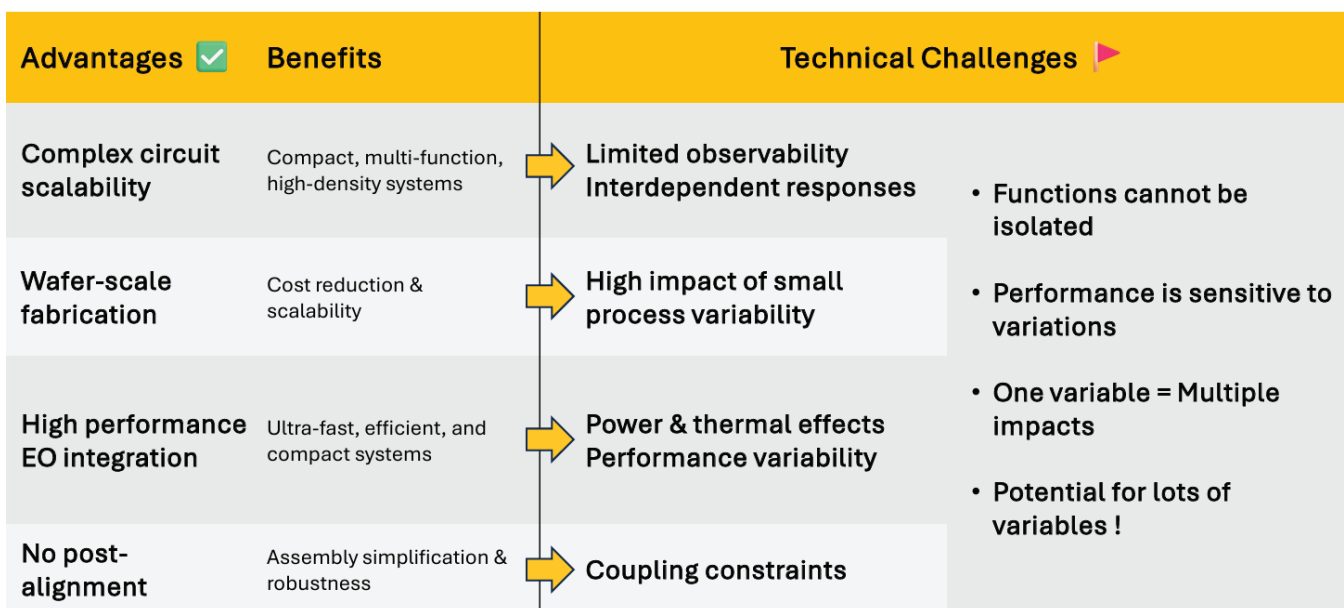 Advantages ✅ Benefits Technical Challenges 🚩
Complex circuit
scalability
Compact, multi-function,
high-density systems
Limited observability
Interdependent responses
Wafer-scale
fabrication
Cost reduction &
scalability
High impact of small
process variability
High performance
EO integration
Ultra-fast, efficient, and
compact systems
Power & thermal effects
Performance variability
No post-
alignment
Assembly simplification &
robustness
Coupling constraints
• Functions cannot be
isolated
• Performance is sensitive to
variations
• One variable = Multiple
impacts
• Potential for lots of
variables !